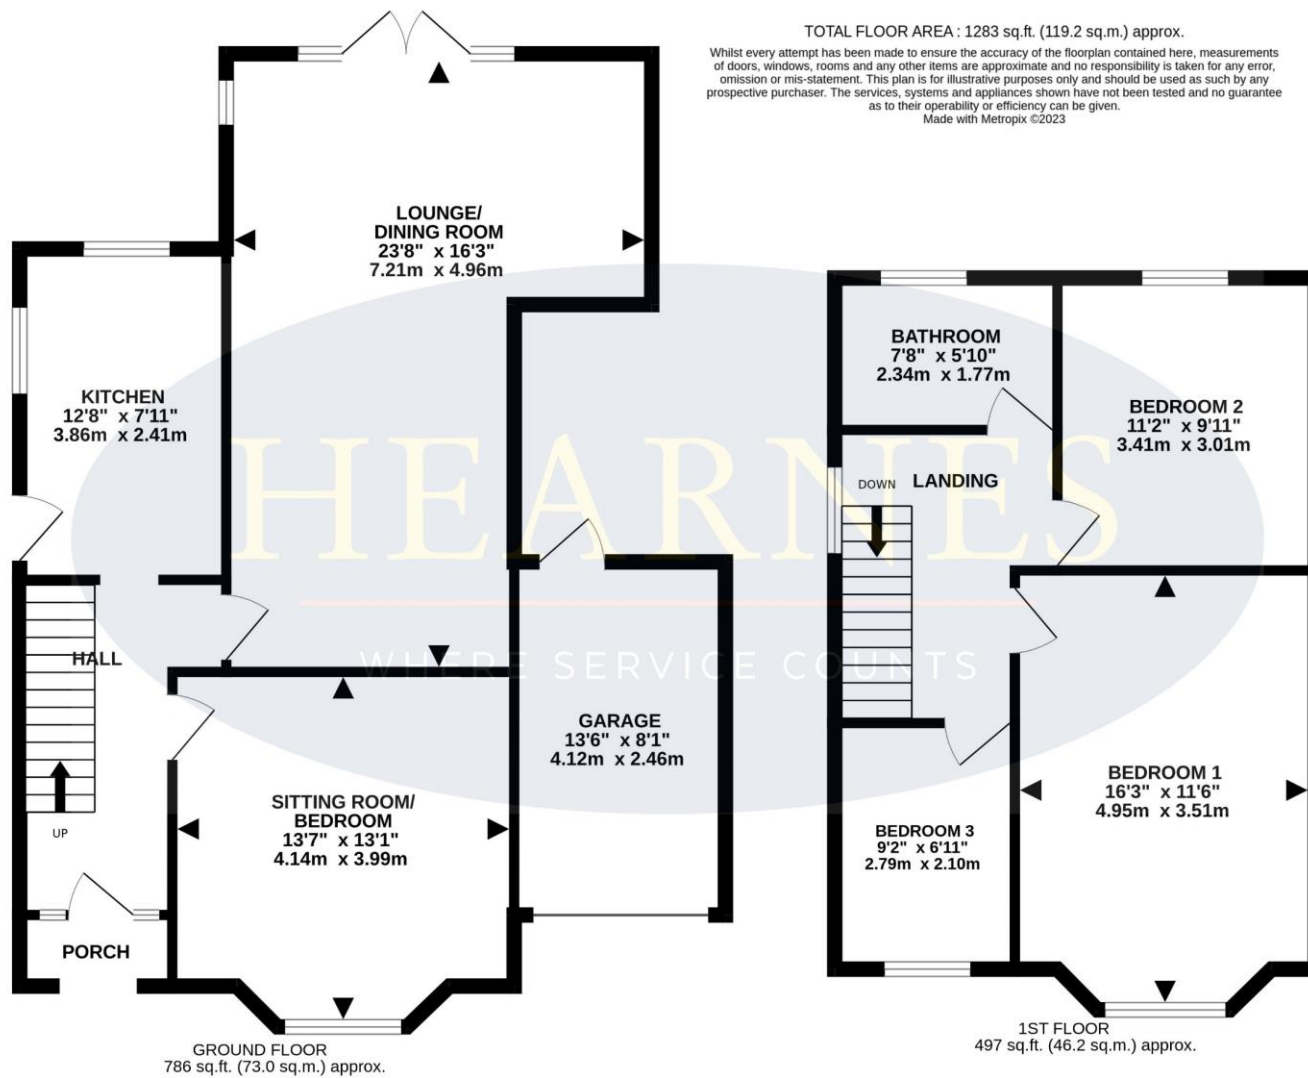 TOTAL FLOOR AREA : 1283 sq.ft. (119.2 sq.m.) approx.
Whilst every attempt has been made to ensure the accuracy of the floorplan contained here, measurements
of doors, windows, rooms and any other items are approximate and no responsibility is taken for any error,
omission or mis-statement. This plan is for illustrative purposes only and should be used as such by any
prospective purchaser. The services, systems and appliances shown have not been tested and no guarantee
as to their operability or efficiency can be given.
Made with Metropix ©2023
LOUNGE/
DINING ROOM
23'8" x 16'3"
7.21m x 4.96m
KITCHEN
12'8" x 7'11"
3.86m x 2.41m
HALL
UP
PORCH
SITTING ROOM/
BEDROOM
13'7" x 13'1"
4.14m x 3.99m
GARAGE
13'6" x 8'1"
4.12m x 2.46m
GROUND FLOOR
786 sq.ft. (73.0 sq.m.) approx.
BATHROOM
7'8" x 5'10"
2.34m x 1.77m
BEDROOM 2
11'2" x 9'11"
3.41m x 3.01m
DOWN
LANDING
BEDROOM 1
16'3" x 11'6"
4.95m x 3.51m
BEDROOM 3
9'2" x 6'11"
2.79m x 2.10m
1ST FLOOR
497 sq.ft. (46.2 sq.m.) approx.
HEARNES
WHERE SERVICE COUNTS